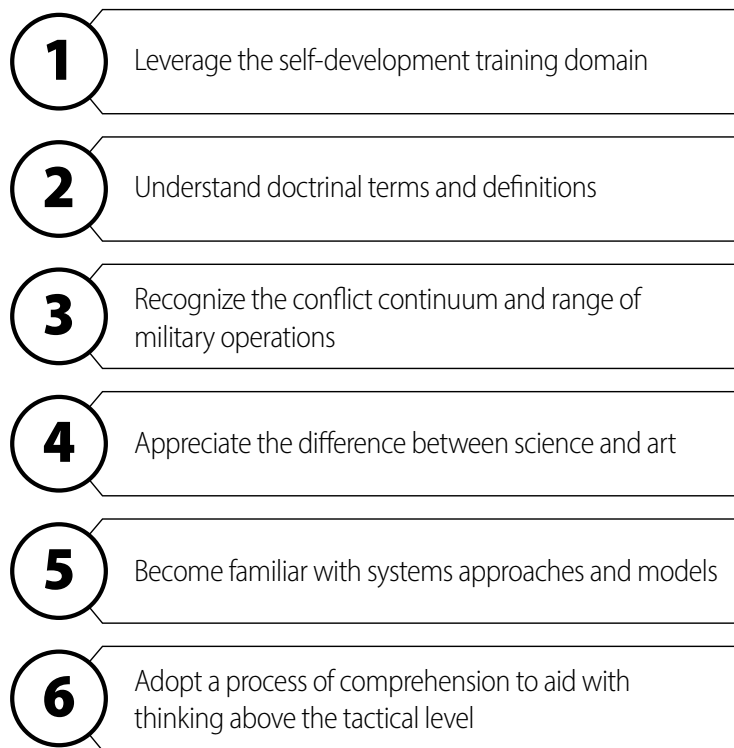 1 Leverage the self-development training domain
2 Understand doctrinal terms and definitions
3 Recognize the conflict continuum and range of
military operations
4 Appreciate the difference between science and art
5 Become familiar with systems approaches and models
6 Adopt a process of comprehension to aid with
thinking above the tactical level